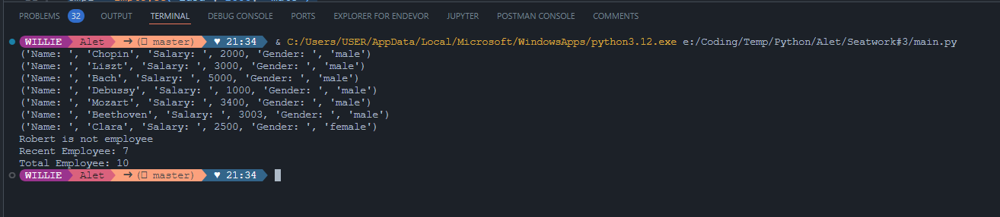 PROBLEMS 32 OUTPUT TERMINAL DEBUG CONSOLE PORTS EXPLORER FOR ENDEVOR JUPYTER POSTMAN CONSOLE COMMENTS
WILLIE Alet ➜ ( master) ♥ 21:34 & C:/Users/USER/AppData/Local/Microsoft/WindowsApps/python3.12.exe e:/Coding/Temp/Python/Alet/Seatwork#3/main.py
('Name: ', 'Chopin', 'Salary: ', 2000, 'Gender: ', 'male')
('Name: ', 'Liszt', 'Salary: ', 3000, 'Gender: ', 'male')
('Name: ', 'Bach', 'Salary: ', 5000, 'Gender: ', 'male')
('Name: ', 'Debussy', 'Salary: ', 1000, 'Gender: ', 'male')
('Name: ', 'Mozart', 'Salary: ', 3400, 'Gender: ', 'male')
('Name: ', 'Beethoven', 'Salary: ', 3003, 'Gender: ', 'male')
('Name: ', 'Clara', 'Salary: ', 2500, 'Gender: ', 'female')
Robert is not employee
Recent Employee: 7
Total Employee: 10
WILLIE Alet ➜ ( master) ♥ 21:34